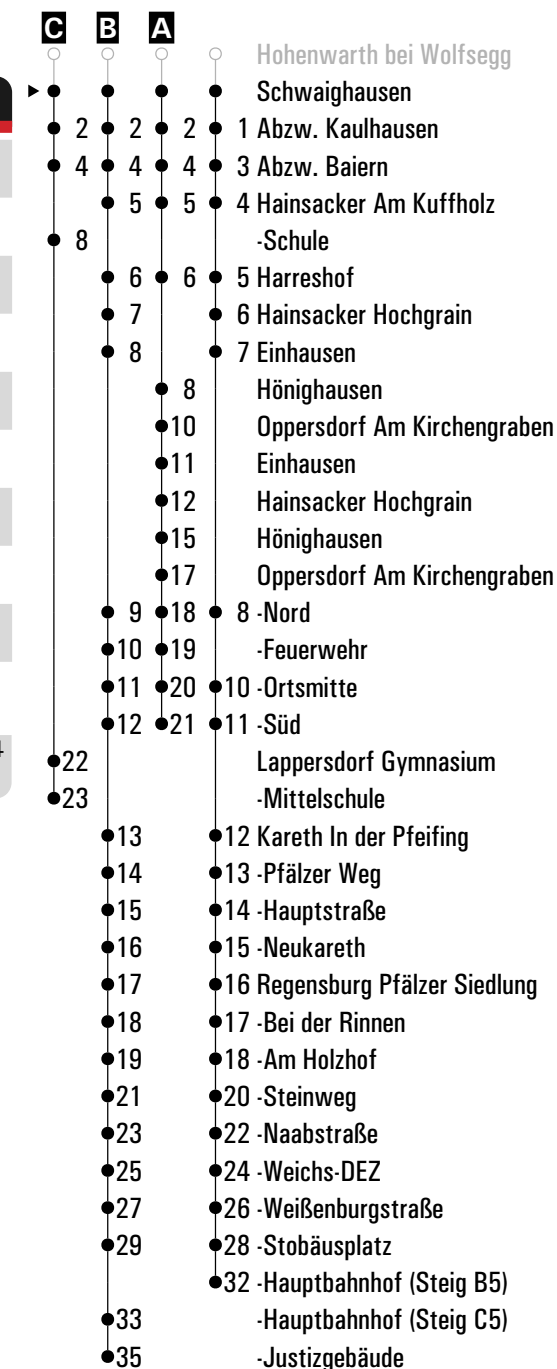 C B A
Hohenwarth bei Wolfsegg
Schwaighausen
2 2 2 1 Abzw. Kaulhausen
4 4 4 3 Abzw. Baiern
5 5 4 Hainsacker Am Kuffholz
8 -Schule
6 6 5 Harreshof
7 6 Hainsacker Hochgrain
8 7 Einhausen
8 Hönighausen
10 Oppersdorf Am Kirchengraben
11 Einhausen
12 Hainsacker Hochgrain
15 Hönighausen
17 Oppersdorf Am Kirchengraben
9 18 8 -Nord
10 19 -Feuerwehr
11 20 10 -Ortsmitte
12 21 11 -Süd
4
22 Lappersdorf Gymnasium
23 -Mittelschule
13 12 Kareth In der Pfeifing
14 13 -Pfälzer Weg
15 14 -Hauptstraße
16 15 -Neukareth
17 16 Regensburg Pfälzer Siedlung
18 17 -Bei der Rinnen
19 18 -Am Holzhof
21 20 -Steinweg
23 22 -Naabstraße
25 24 -Weichs-DEZ
27 26 -Weißenburgstraße
29 28 -Stobäusplatz
32 -Hauptbahnhof (Steig B5)
33 -Hauptbahnhof (Steig C5)
35 -Justizgebäude